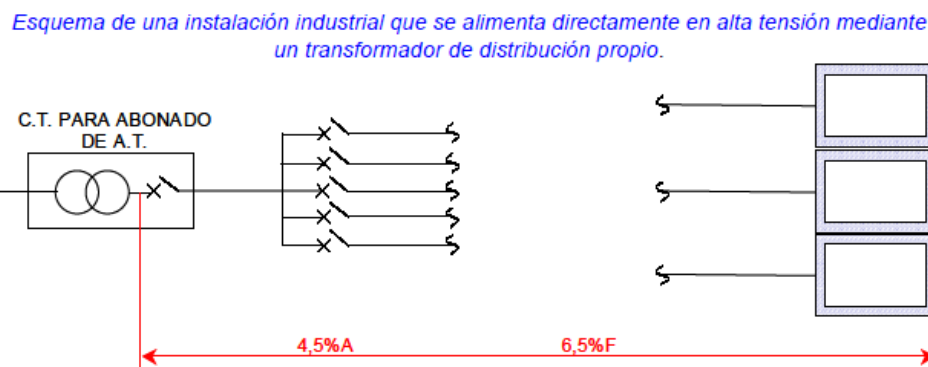 Esquema de una instalación industrial que se alimenta directamente en alta tensión mediante
un transformador de distribución propio.
C.T. PARA ABONADO
DE A.T.
4,5%A
6,5%F